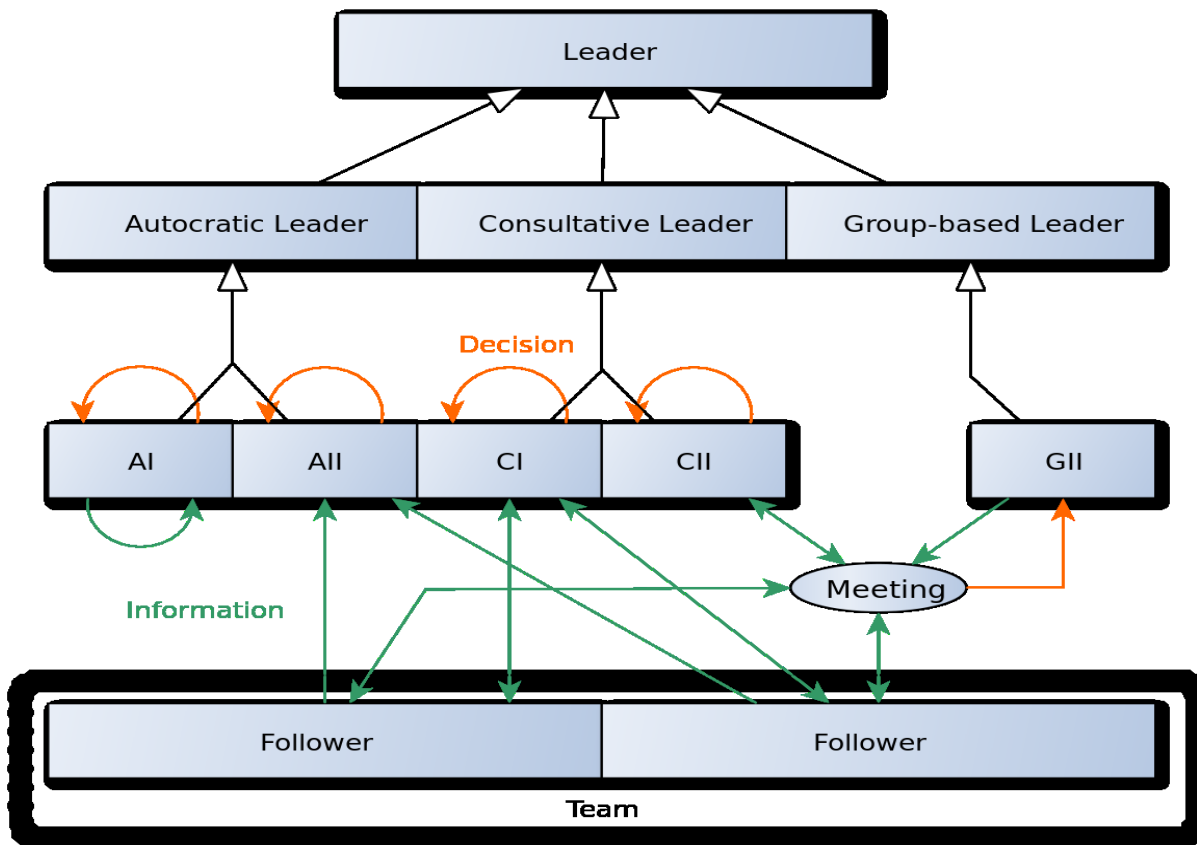 Leader
Autocratic Leader
Consultative Leader
Group-based Leader
Decision
AI
AII
CI
CII
GII
Meeting
Information
Follower
Follower
Team